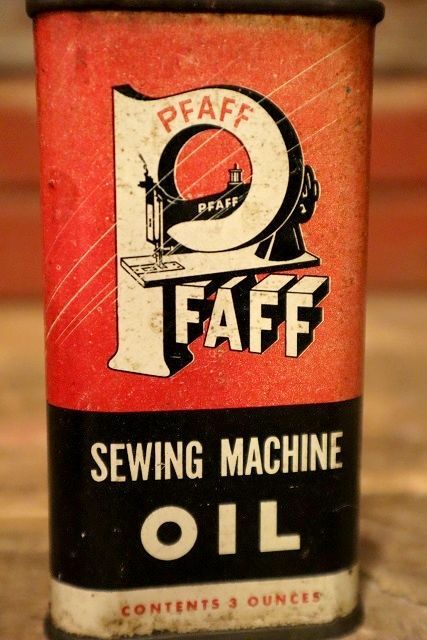 PFAFF
PFAFF
PFAFF
SEWING MACHINE
OIL
CONTENTS 3 OUNCES